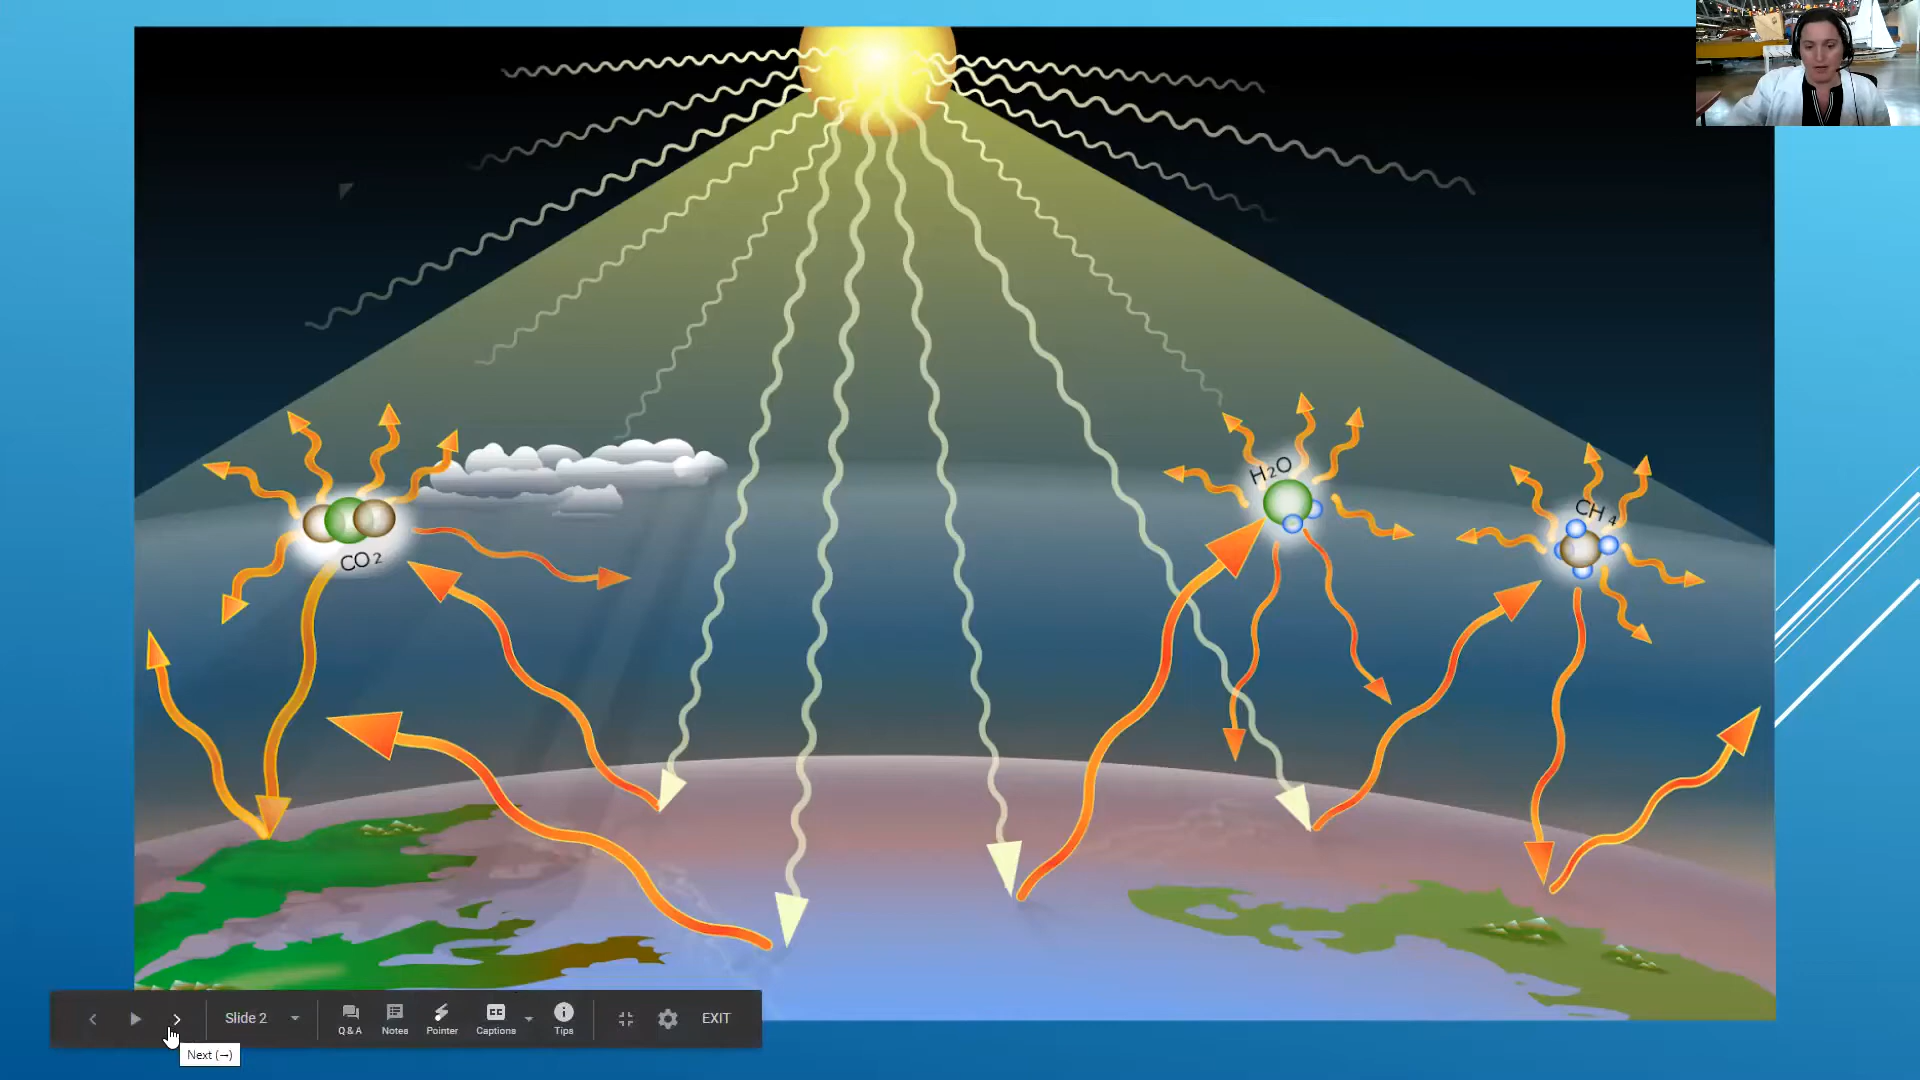 H2O
CH4
CO2
Slide 2
Q & A
Notes
Pointer
Captions
Tips
EXIT
Next (→)